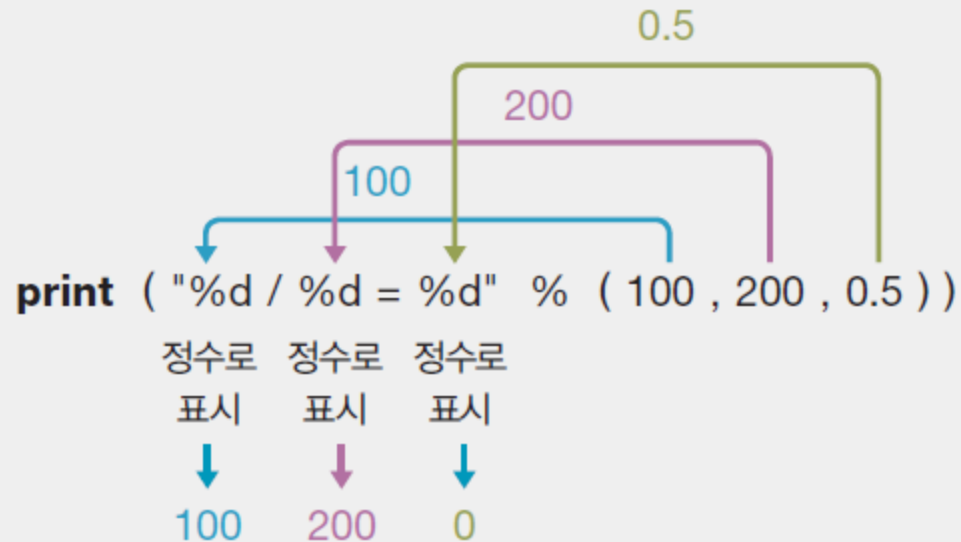 0.5
200
100
print ( "%d / %d = %d" % ( 100 , 200 , 0.5 ) )
정수로 정수로 정수로
표시 표시 표시
100 200 0